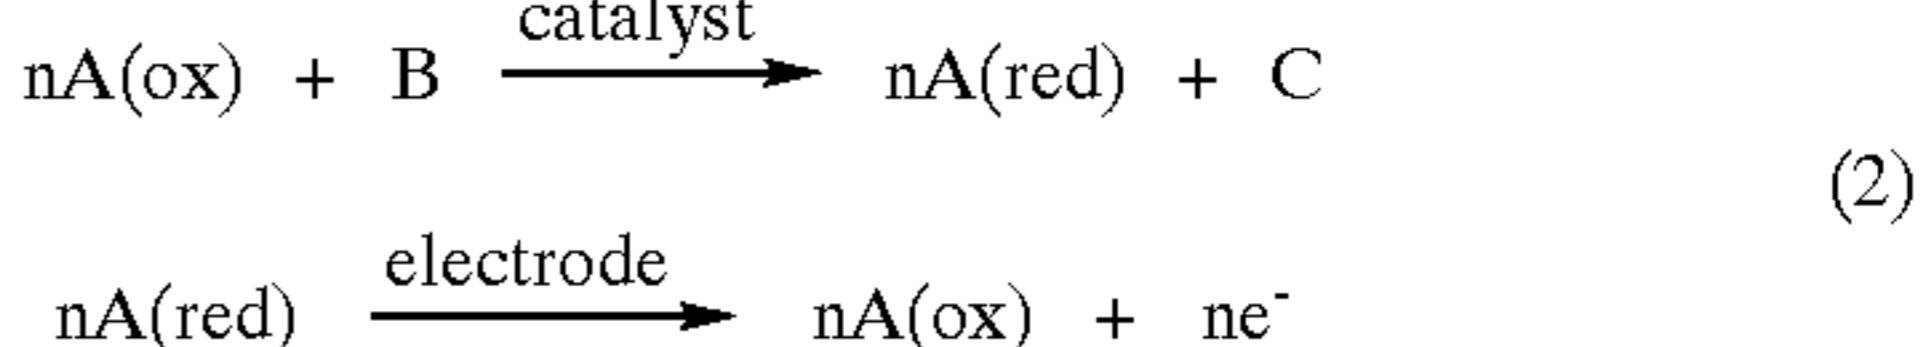 catalyst
nA(ox) + B → nA(red) + C
(2)
electrode
nA(red) → nA(ox) + ne⁻